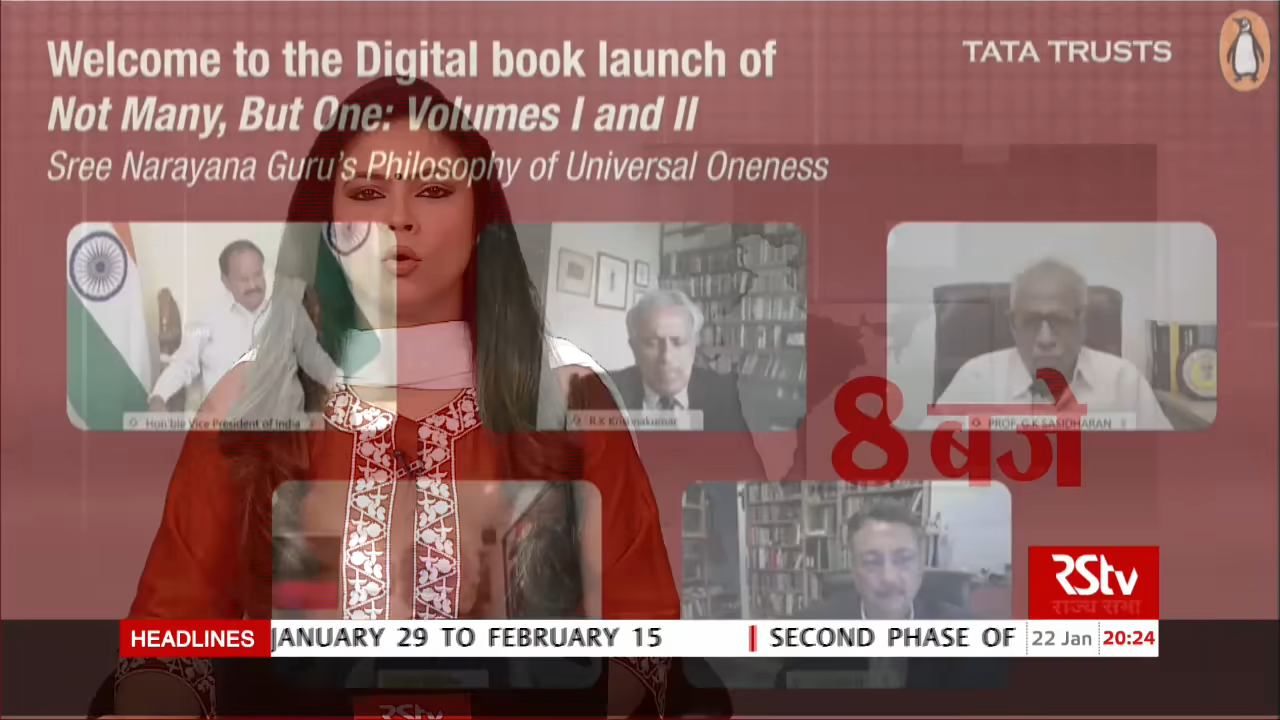 Welcome to the Digital book launch of
TATA TRUSTS
Not Many, But One: Volumes I and II
Sree Narayana Guru's Philosophy of Universal Oneness
Hon'ble Vice President of India
R.K Krishnakumar
PROF. G.K SASIDHARAN
8 बजे
RStv
राज्य सभा
HEADLINES JANUARY 29 TO FEBRUARY 15 SECOND PHASE OF 22 Jan 20:24
RStv